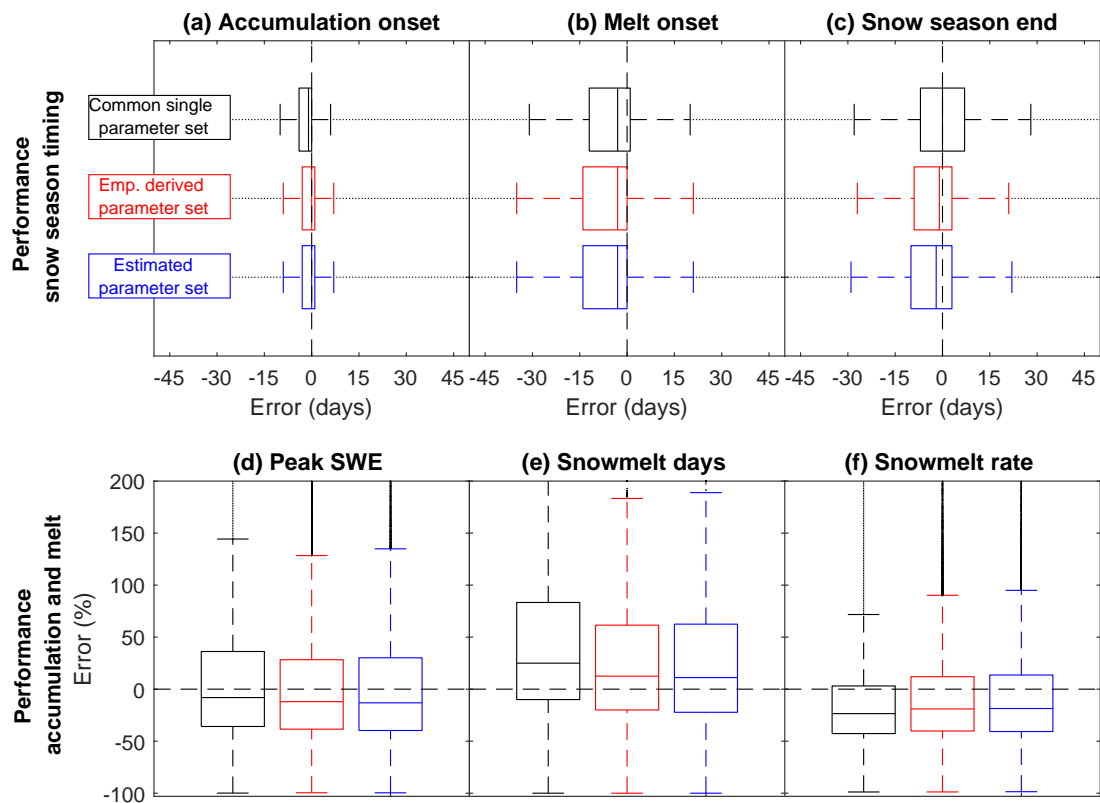 (a) Accumulation onset
(b) Melt onset
(c) Snow season end
Performance
snow season timing
Common single
parameter set
Emp. derived
parameter set
Estimated
parameter set
-45 -30 -15 0 15 30 45
-45 -30 -15 0 15 30 45
-45 -30 -15 0 15 30 45
Error (days)
Error (days)
Error (days)
(d) Peak SWE
(e) Snowmelt days
(f) Snowmelt rate
Performance
accumulation and melt
Error (%)
200
150
100
50
0
-50
-100